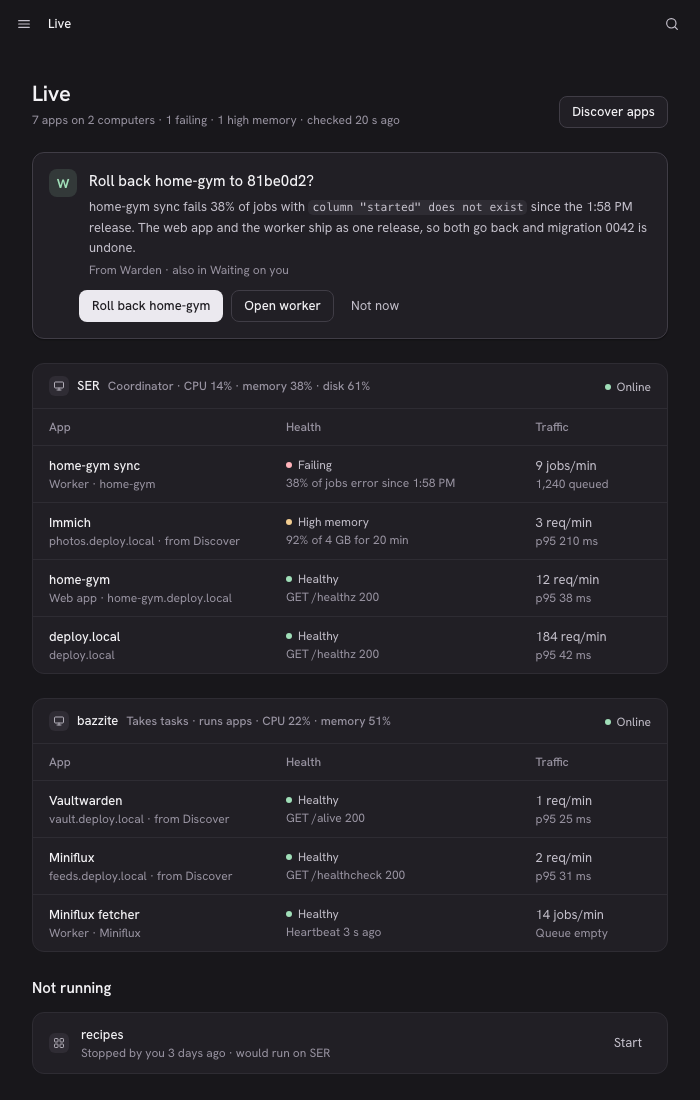 Live
Live
7 apps on 2 computers · 1 failing · 1 high memory · checked 20 s ago
Discover apps
W
Roll back home-gym to 81be0d2?
home-gym sync fails 38% of jobs with column "started" does not exist since the 1:58 PM
release. The web app and the worker ship as one release, so both go back and migration 0042 is
undone.
From Warden · also in Waiting on you
Roll back home-gym
Open worker
Not now
SER Coordinator · CPU 14% · memory 38% · disk 61%
Online
App Health Traffic
home-gym sync Failing 9 jobs/min
Worker · home-gym 38% of jobs error since 1:58 PM 1,240 queued
Immich High memory 3 req/min
photos.deploy.local · from Discover 92% of 4 GB for 20 min p95 210 ms
home-gym Healthy 12 req/min
Web app · home-gym.deploy.local GET /healthz 200 p95 38 ms
deploy.local Healthy 184 req/min
deploy.local GET /healthz 200 p95 42 ms
bazzite Takes tasks · runs apps · CPU 22% · memory 51%
Online
App Health Traffic
Vaultwarden Healthy 1 req/min
vault.deploy.local · from Discover GET /alive 200 p95 25 ms
Miniflux Healthy 2 req/min
feeds.deploy.local · from Discover GET /healthcheck 200 p95 31 ms
Miniflux fetcher Healthy 14 jobs/min
Worker · Miniflux Heartbeat 3 s ago Queue empty
Not running
recipes
Stopped by you 3 days ago · would run on SER
Start